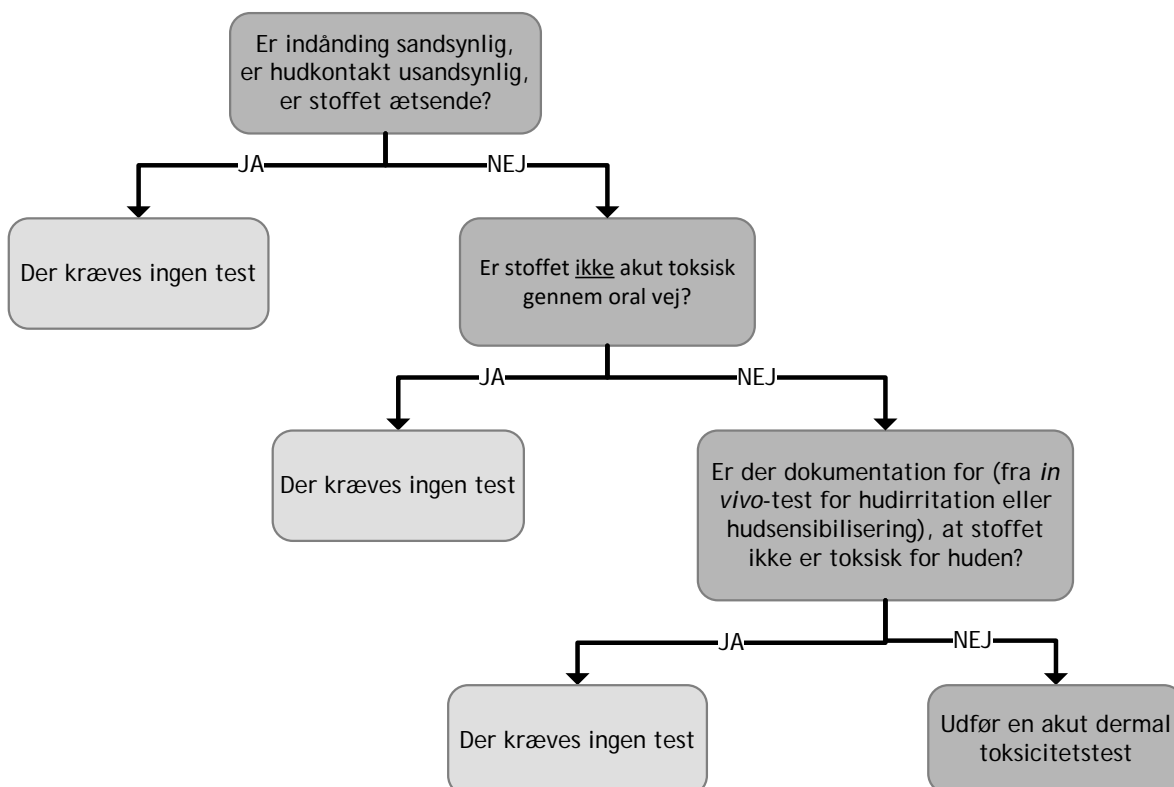 Er indånding sandsynlig,
er hudkontakt usandsynlig,
er stoffet ætsende?
JA
NEJ
Der kræves ingen test
Er stoffet ikke akut toksisk
gennem oral vej?
JA
NEJ
Der kræves ingen test
Er der dokumentation for (fra in
vivo-test for hudirritation eller
hudsensibilisering), at stoffet
ikke er toksisk for huden?
JA
NEJ
Der kræves ingen test
Udfør en akut dermal
toksicitetstest